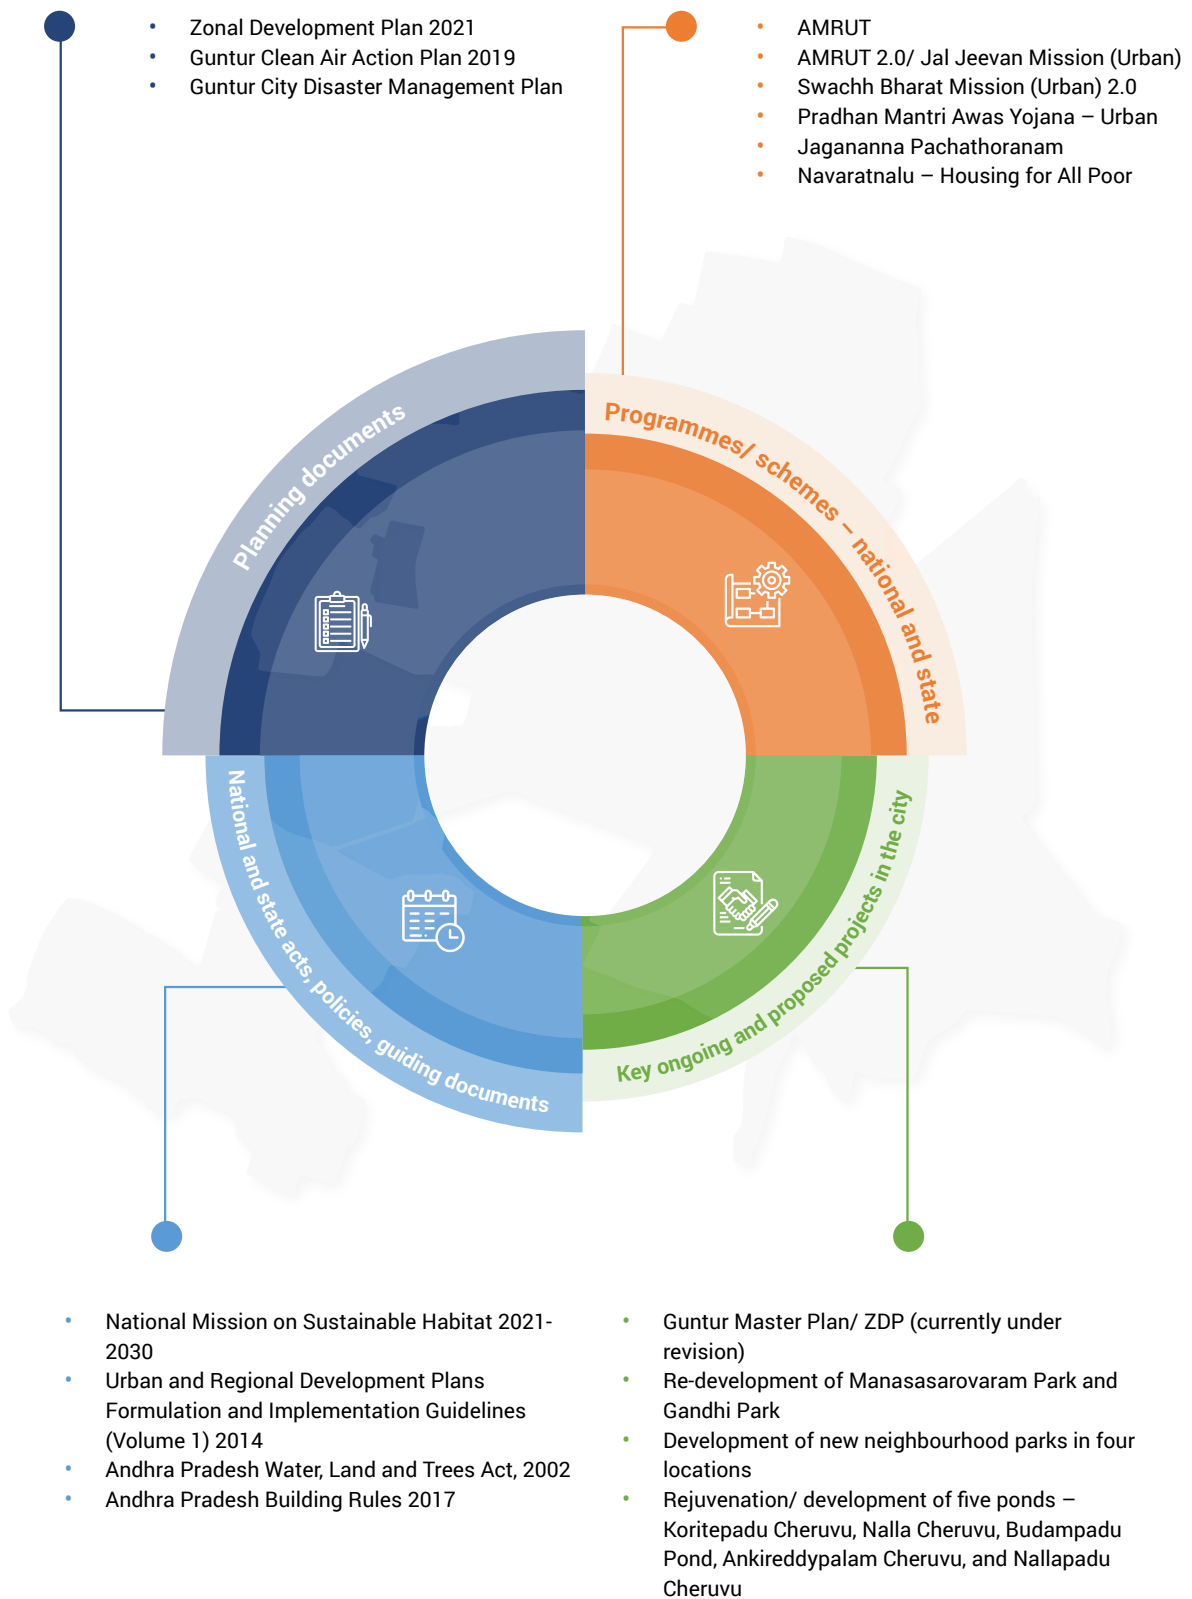 Zonal Development Plan 2021
Guntur Clean Air Action Plan 2019
Guntur City Disaster Management Plan
AMRUT
AMRUT 2.0/ Jal Jeevan Mission (Urban)
Swachh Bharat Mission (Urban) 2.0
Pradhan Mantri Awas Yojana – Urban
Jagananna Pachathoranam
Navaratnalu – Housing for All Poor
Planning documents
Programmes/ schemes – national and state
National and state acts, policies, guiding documents
Key ongoing and proposed projects in the city
National Mission on Sustainable Habitat 2021-
2030
Urban and Regional Development Plans
Formulation and Implementation Guidelines
(Volume 1) 2014
Andhra Pradesh Water, Land and Trees Act, 2002
Andhra Pradesh Building Rules 2017
Guntur Master Plan/ ZDP (currently under
revision)
Re-development of Manasasarovaram Park and
Gandhi Park
Development of new neighbourhood parks in four
locations
Rejuvenation/ development of five ponds –
Koritepadu Cheruvu, Nalla Cheruvu, Budampadu
Pond, Ankireddypalam Cheruvu, and Nallapadu
Cheruvu